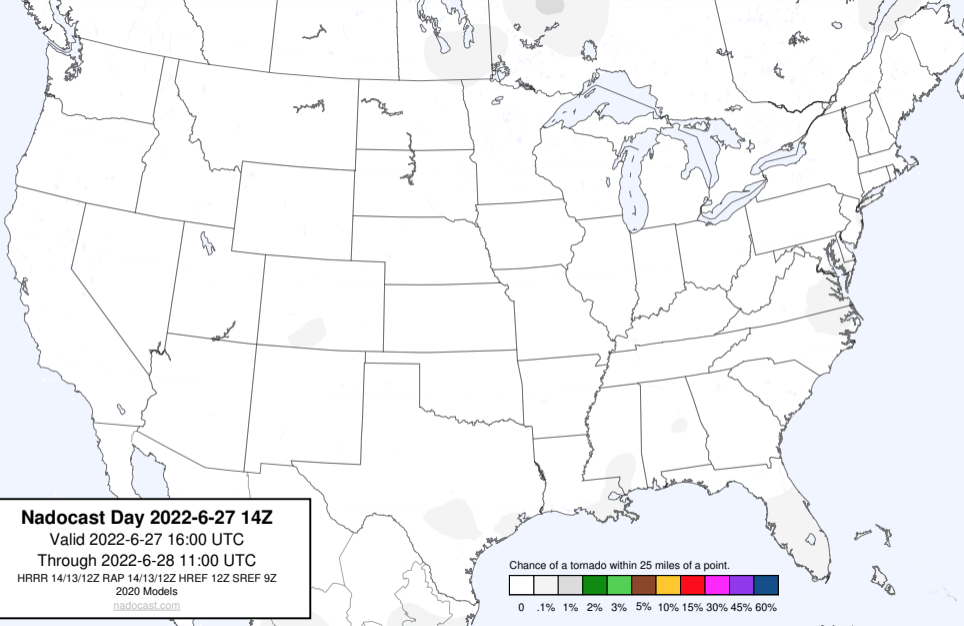 Nadocast Day 2022-6-27 14Z
Valid 2022-6-27 16:00 UTC
Through 2022-6-28 11:00 UTC
HRRR 14/13/12Z RAP 14/13/12Z HREF 12Z SREF 9Z
2020 Models
nadocast.com
Chance of a tornado within 25 miles of a point.
0 .1% 1% 2% 3% 5% 10% 15% 30% 45% 60%